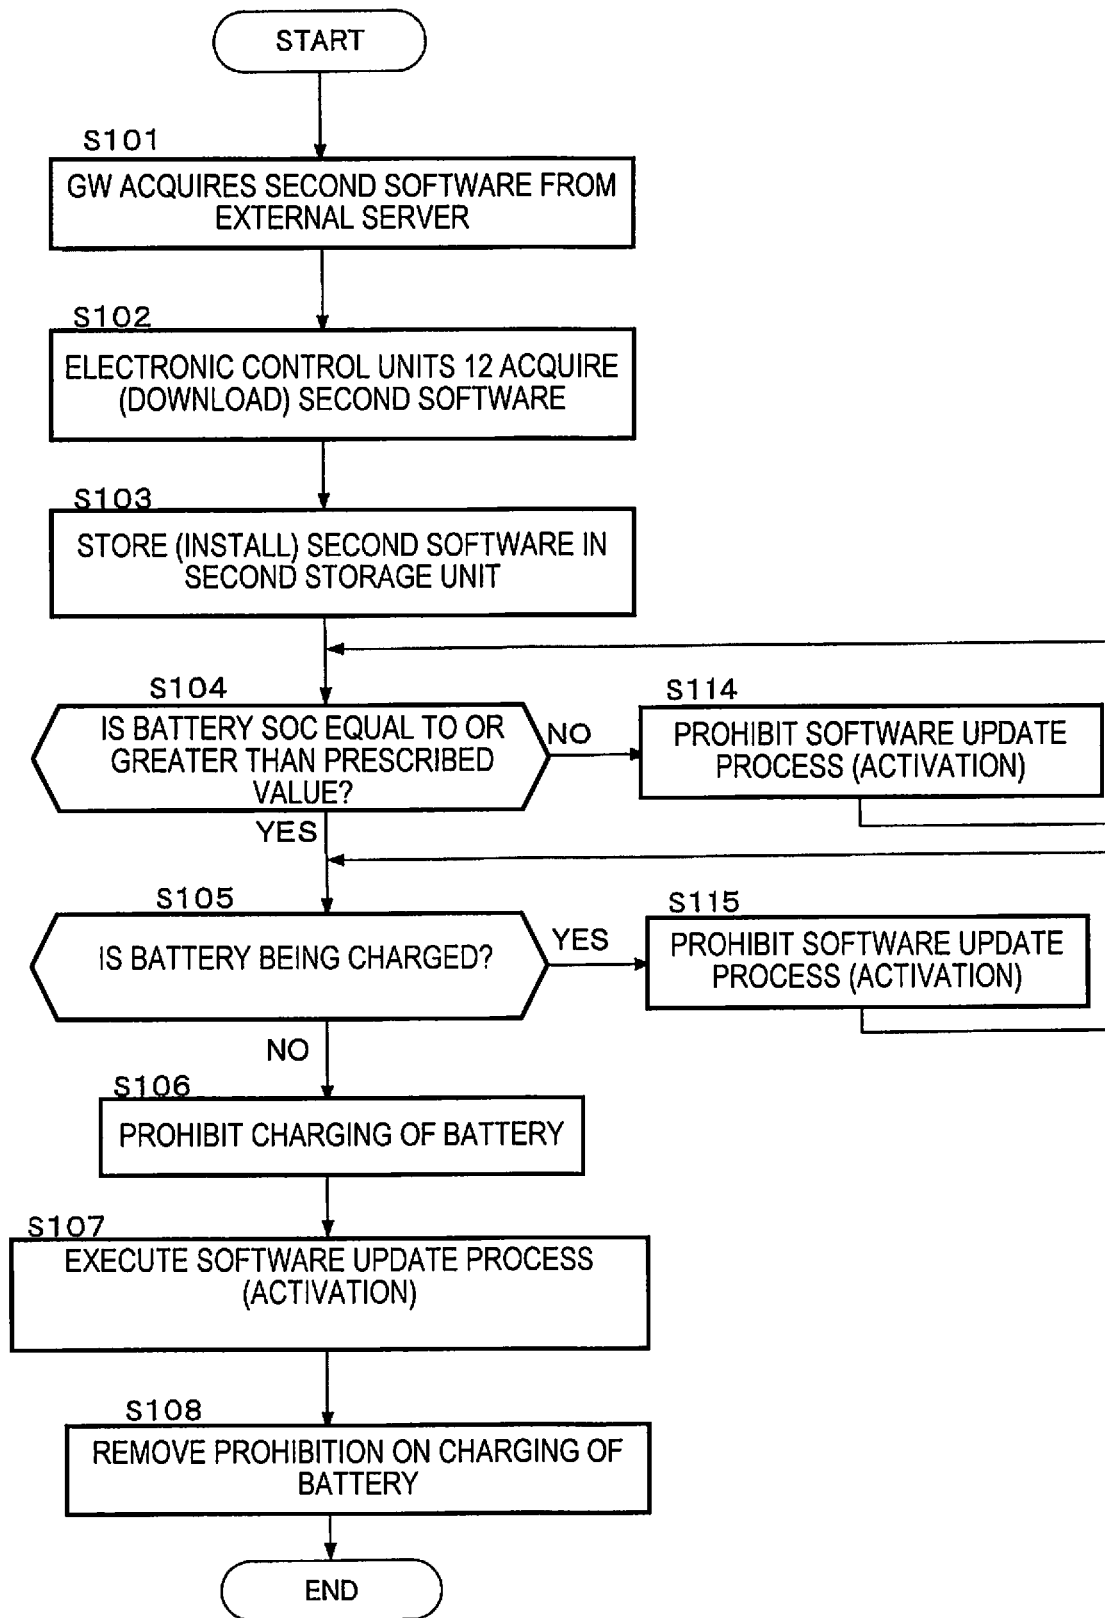 START
S101
GW ACQUIRES SECOND SOFTWARE FROM
EXTERNAL SERVER
S102
ELECTRONIC CONTROL UNITS 12 ACQUIRE
(DOWNLOAD) SECOND SOFTWARE
S103
STORE (INSTALL) SECOND SOFTWARE IN
SECOND STORAGE UNIT
S104
IS BATTERY SOC EQUAL TO OR
GREATER THAN PRESCRIBED
VALUE?
NO
S114
PROHIBIT SOFTWARE UPDATE
PROCESS (ACTIVATION)
YES
S105
IS BATTERY BEING CHARGED?
YES
S115
PROHIBIT SOFTWARE UPDATE
PROCESS (ACTIVATION)
NO
S106
PROHIBIT CHARGING OF BATTERY
S107
EXECUTE SOFTWARE UPDATE PROCESS
(ACTIVATION)
S108
REMOVE PROHIBITION ON CHARGING OF
BATTERY
END